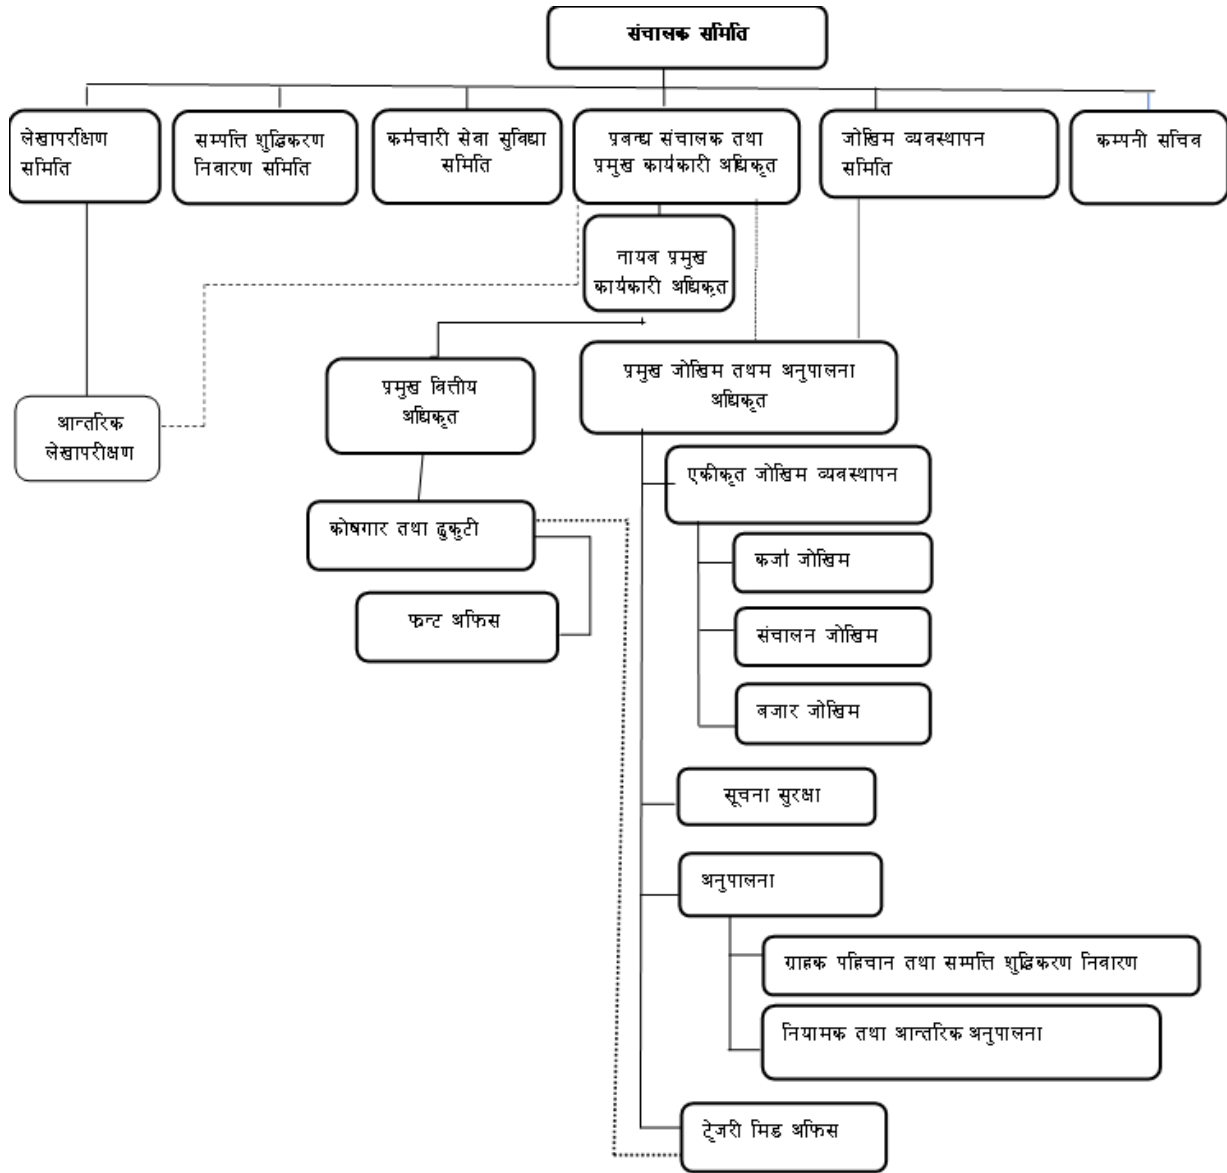 संचालक समिति
लेखापरक्षिण
समिति
सम्पत्ति शुद्धिकरण
निवारण समिति
कर्मचारी सेवा सुविद्या
समिति
प्रबन्ध संचालक तथा
प्रमुख कार्यकारी अधिकृत
जोखिम व्यवस्थापन
समिति
कम्पनी सचिव
नायब प्रमुख
कार्यकारी अधिकृत
प्रमुख वित्तीय
अधिकृत
प्रमुख जोखिम तथम अनुपालना
अधिकृत
आन्तरिक
लेखापरीक्षण
एकीकृत जोखिम व्यवस्थापन
कोषगार तथा ढुकुटी
कर्जा जोखिम
फन्ट अफिस
संचालन जोखिम
बजार जोखिम
सूचना सुरक्षा
अनुपालना
ग्राहक पहिचान तथा सम्पत्ति शुद्धिकरण निवारण
नियामक तथा आन्तरिक अनुपालना
ट्रेजरी मिड अफिस